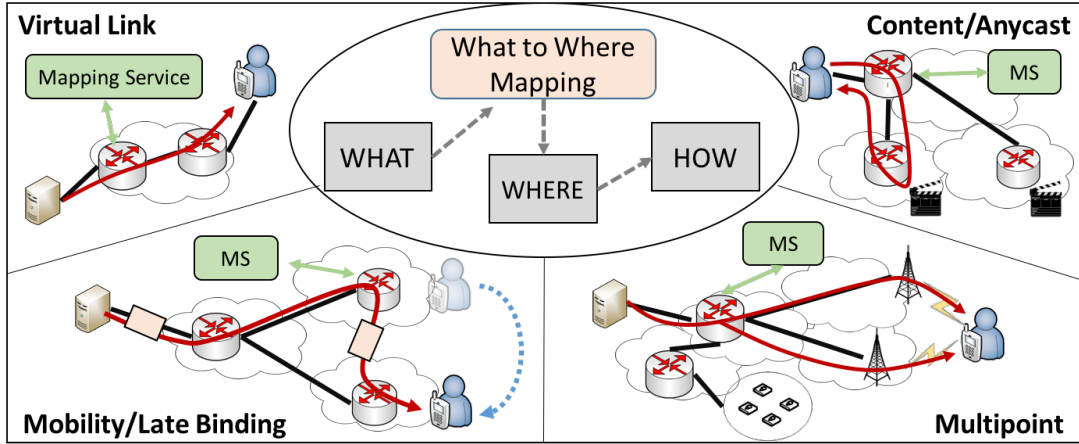 Virtual Link
Mapping Service
What to Where
Mapping
WHAT
WHERE
HOW
Content/Anycast
MS
MS
Mobility/Late Binding
MS
Multipoint